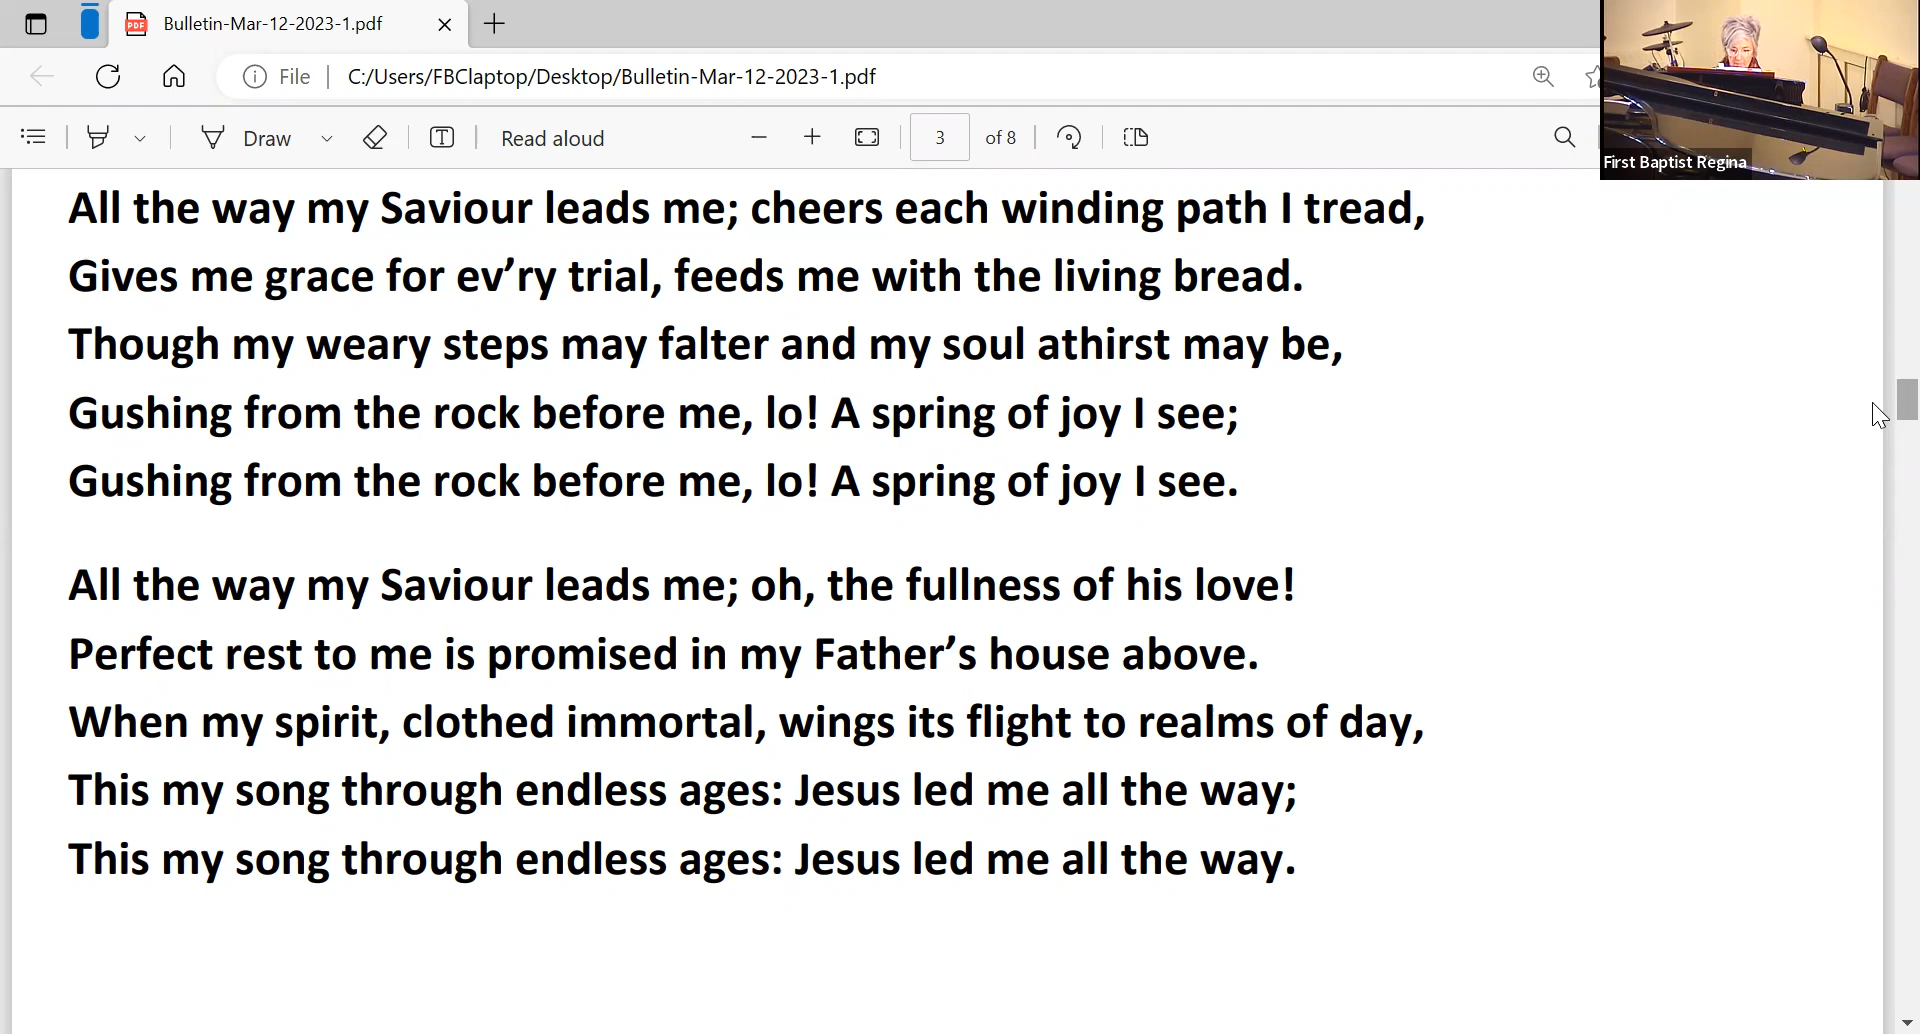 PDF
Bulletin-Mar-12-2023-1.pdf
File
C:/Users/FBClaptop/Desktop/Bulletin-Mar-12-2023-1.pdf
Draw
T
Read aloud
3
of 8
First Baptist Regina
All the way my Saviour leads me; cheers each winding path I tread,
Gives me grace for ev’ry trial, feeds me with the living bread.
Though my weary steps may falter and my soul athirst may be,
Gushing from the rock before me, lo! A spring of joy I see;
Gushing from the rock before me, lo! A spring of joy I see.
All the way my Saviour leads me; oh, the fullness of his love!
Perfect rest to me is promised in my Father’s house above.
When my spirit, clothed immortal, wings its flight to realms of day,
This my song through endless ages: Jesus led me all the way;
This my song through endless ages: Jesus led me all the way.